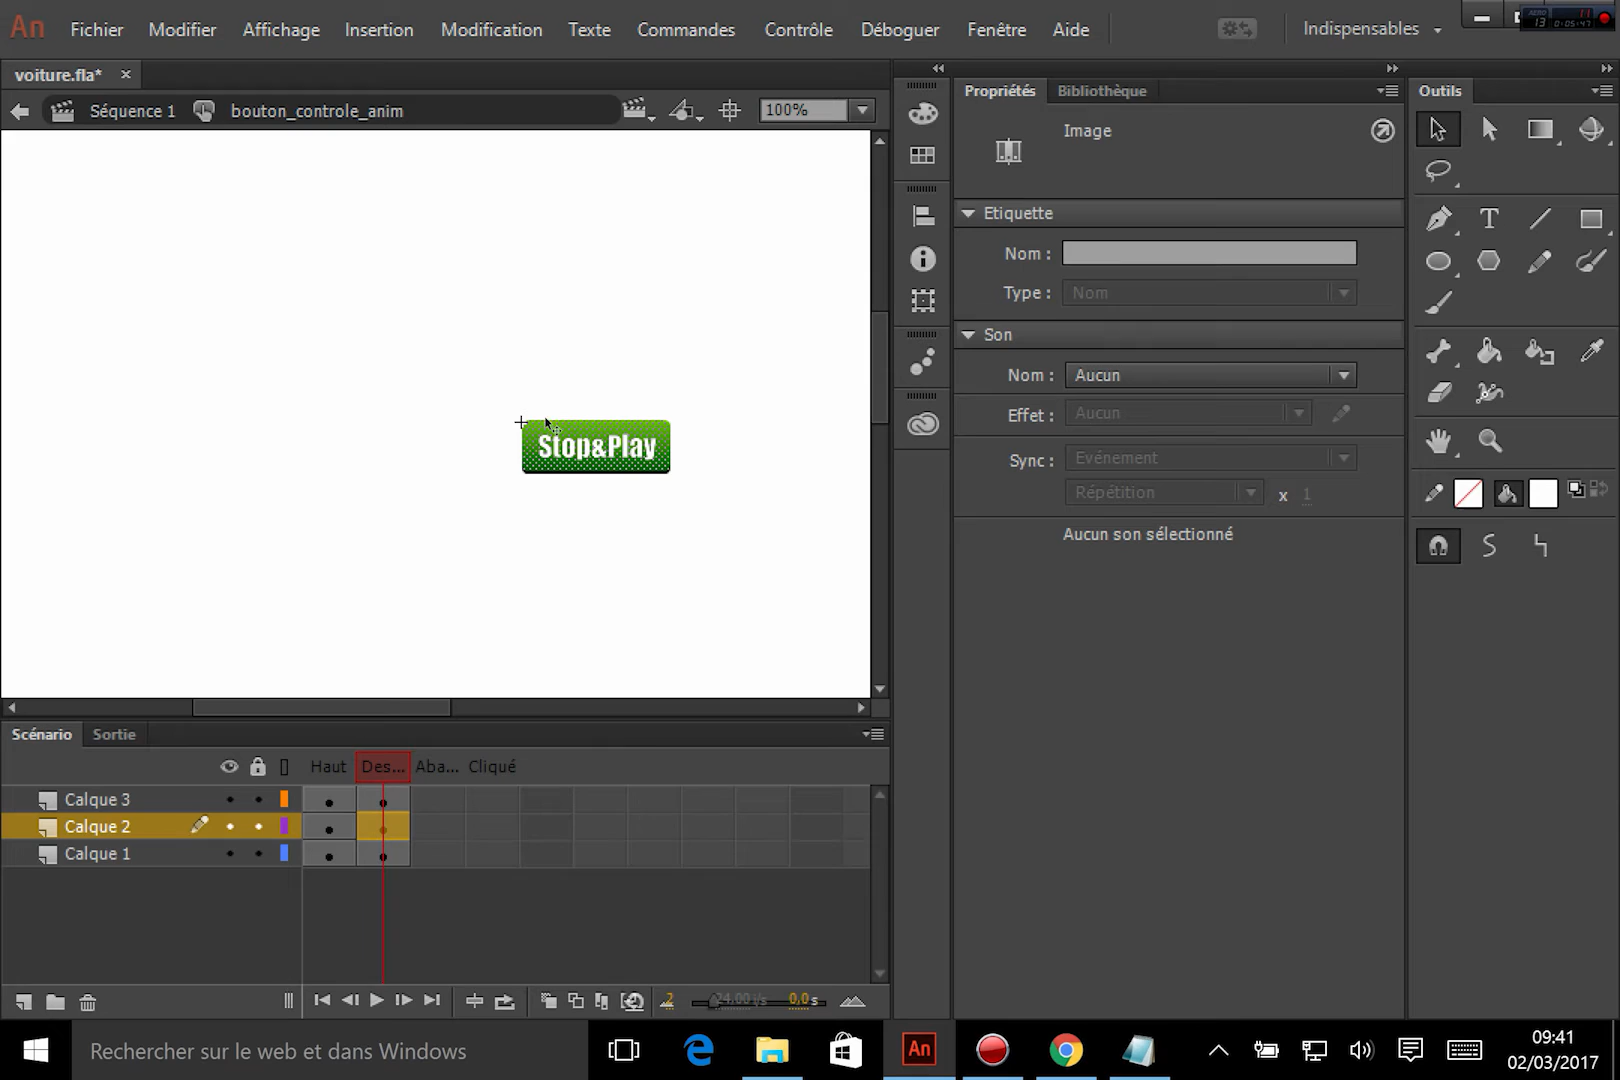 An Fichier Modifier Affichage Insertion Modification Texte Commandes Contrôle Déboguer Fenêtre Aide Indispensables
voiture.fla* ×
Séquence 1 bouton_controle_anim 100%
Propriétés Bibliothèque
Outils
Image
Etiquette
Nom :
Type : Nom
Son
Nom : Aucun
Effet : Aucun
Sync : Evénement
Répétition x 1
Aucun son sélectionné
Stop&Play
Scénario Sortie
Haut Des... Aba... Cliqué
Calque 3
Calque 2
Calque 1
2 24.00 i/s 0.0 s
Rechercher sur le web et dans Windows
An
09:41
02/03/2017